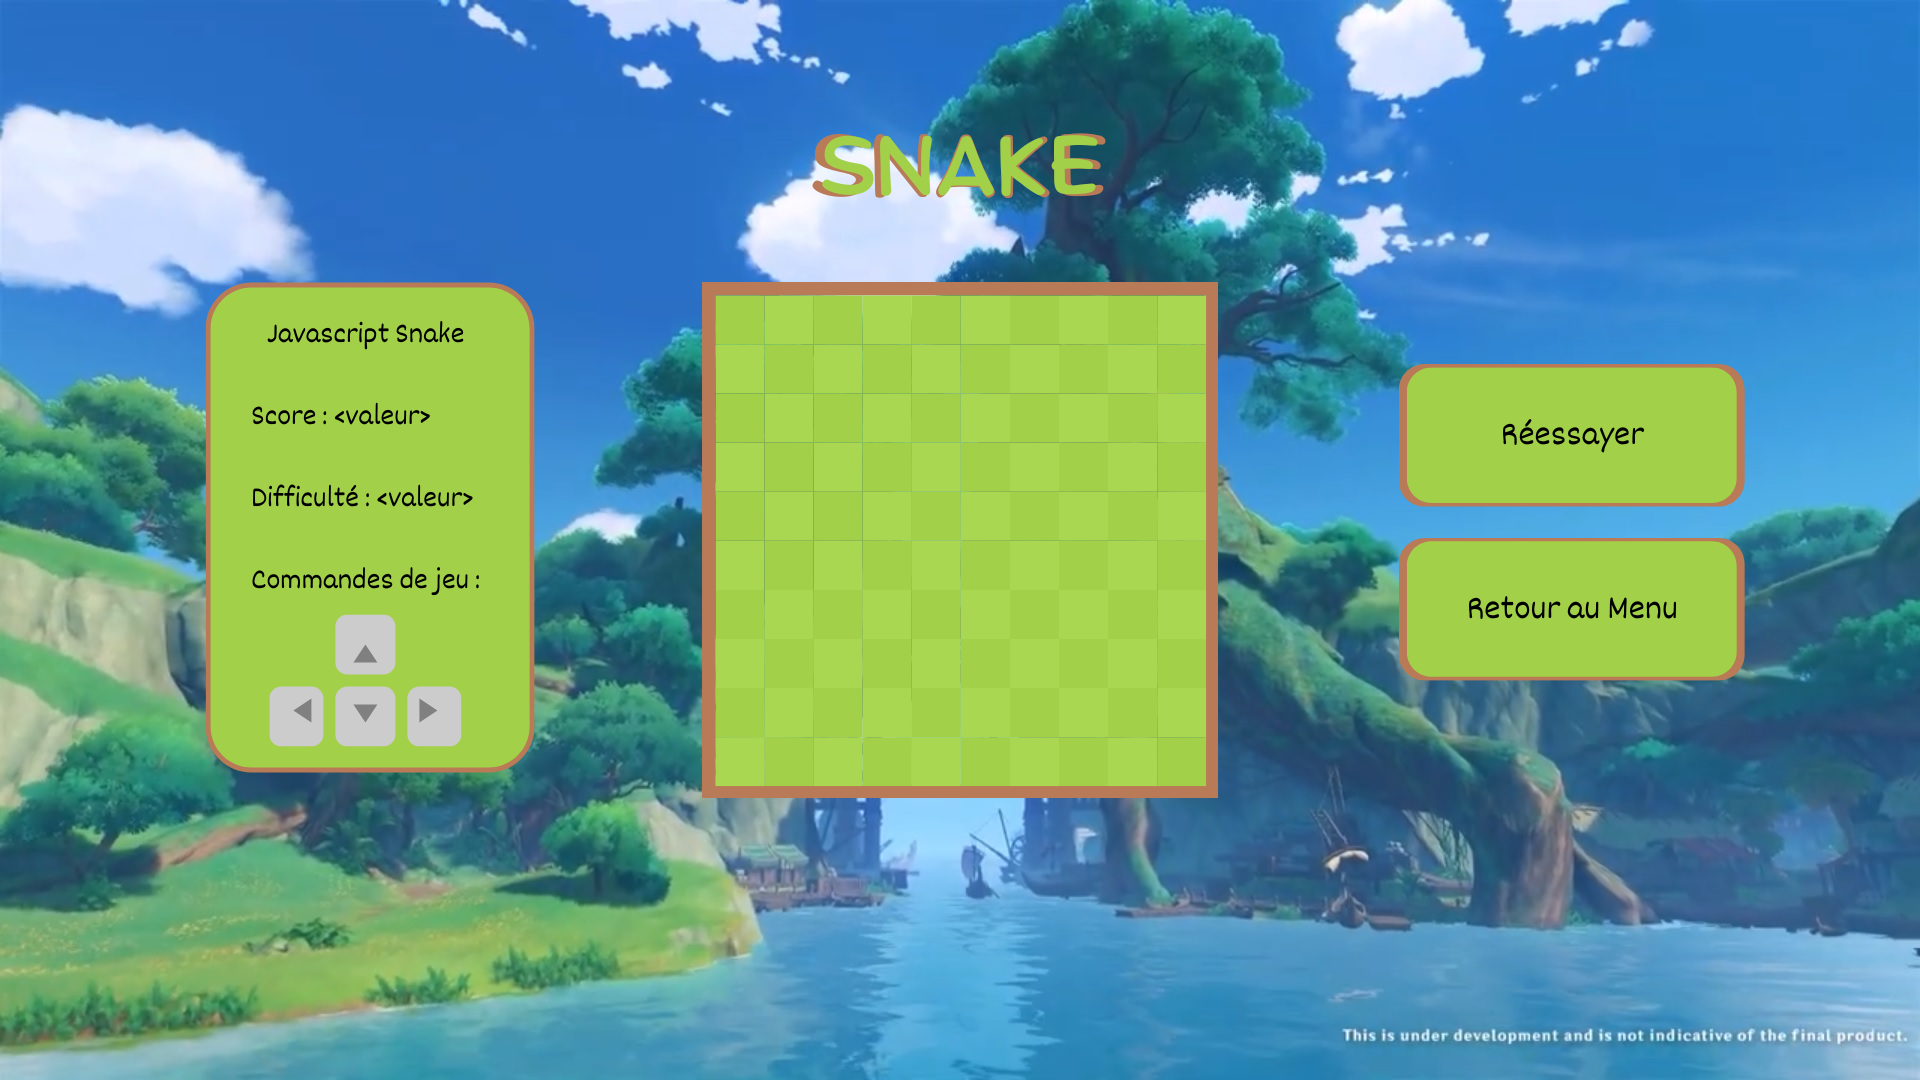 SNAKE
Javascript Snake
Score : <valeur>
Difficulté : <valeur>
Commandes de jeu :
Réessayer
Retour au Menu
This is under development and is not indicative of the final product.